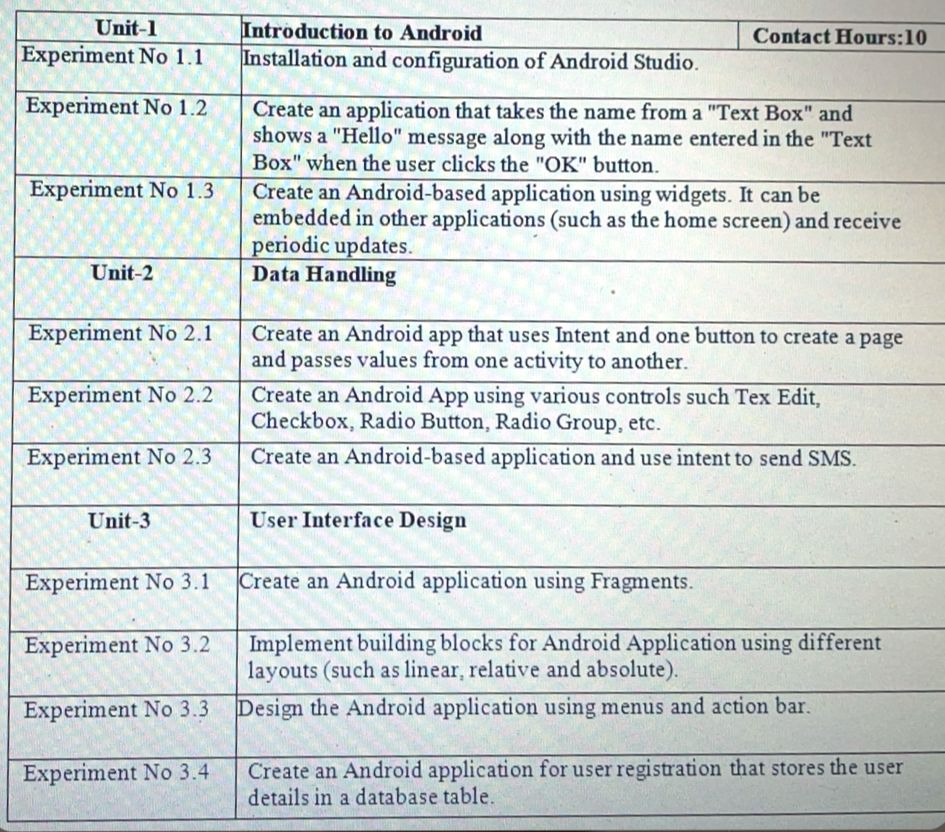 Unit-1 Introduction to Android Contact Hours:10
Experiment No 1.1 Installation and configuration of Android Studio.
Experiment No 1.2 Create an application that takes the name from a "Text Box" and
shows a "Hello" message along with the name entered in the "Text
Box" when the user clicks the "OK" button.
Experiment No 1.3 Create an Android-based application using widgets. It can be
embedded in other applications (such as the home screen) and receive
periodic updates.
Unit-2 Data Handling
Experiment No 2.1 Create an Android app that uses Intent and one button to create a page
and passes values from one activity to another.
Experiment No 2.2 Create an Android App using various controls such Tex Edit,
Checkbox, Radio Button, Radio Group, etc.
Experiment No 2.3 Create an Android-based application and use intent to send SMS.
Unit-3 User Interface Design
Experiment No 3.1 Create an Android application using Fragments.
Experiment No 3.2 Implement building blocks for Android Application using different
layouts (such as linear, relative and absolute).
Experiment No 3.3 Design the Android application using menus and action bar.
Experiment No 3.4 Create an Android application for user registration that stores the user
details in a database table.